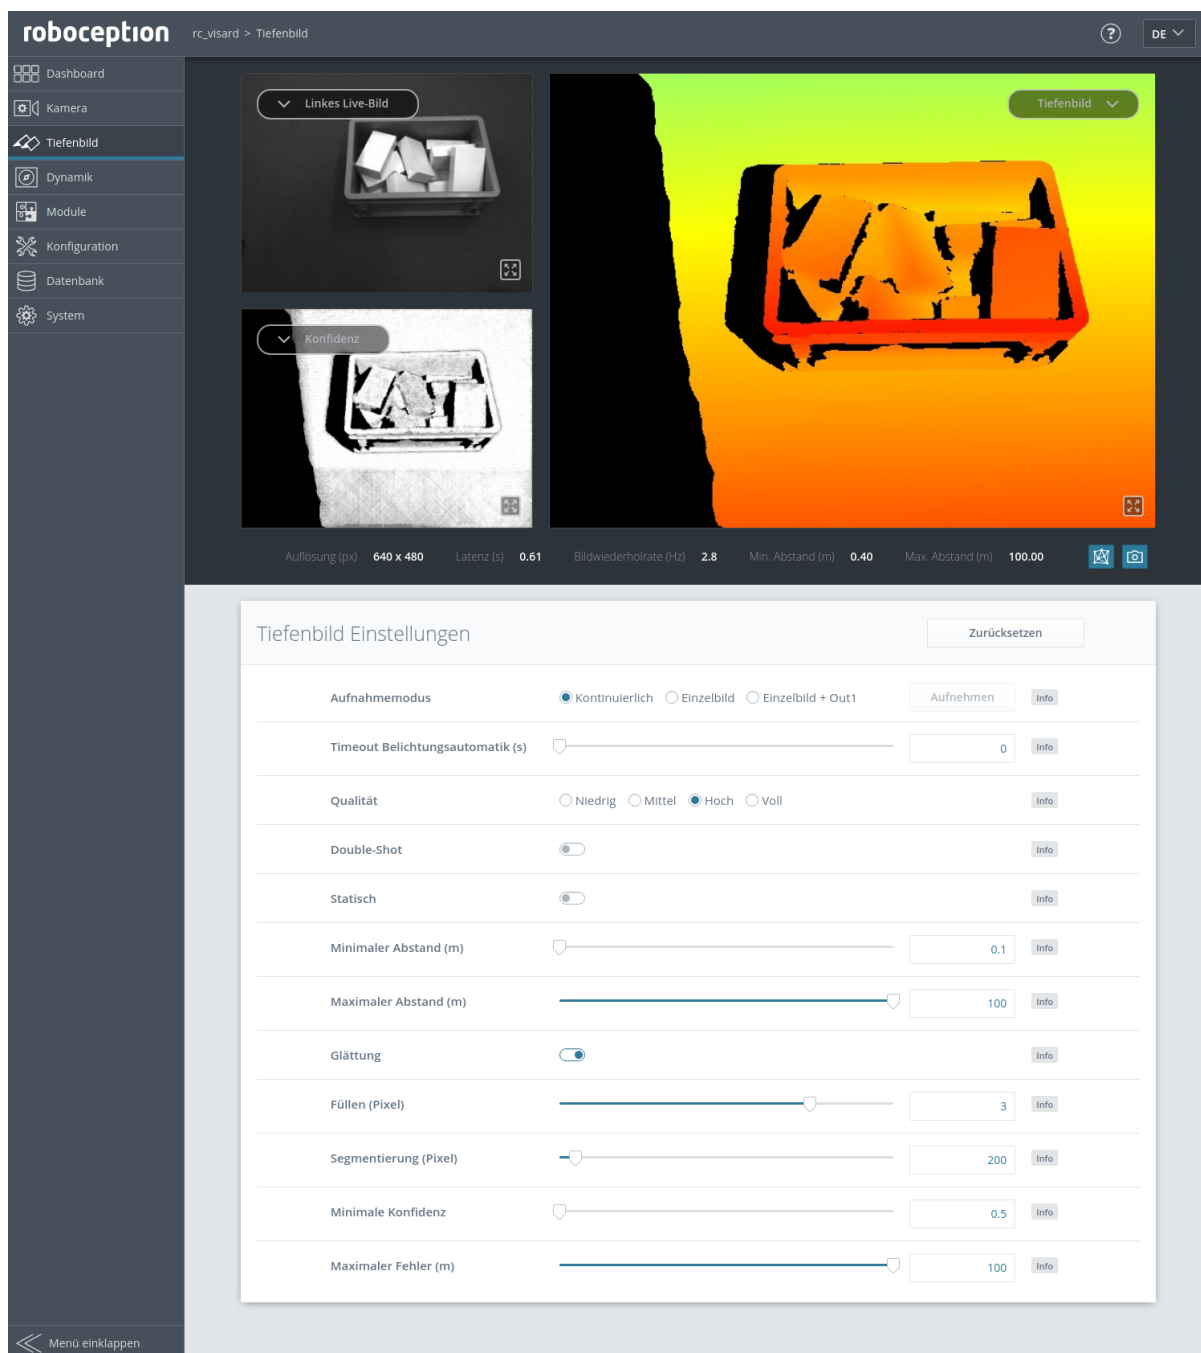 roboception
rc_visard > Tiefenbild
?
DE
Dashboard
Kamera
Tiefenbild
Dynamik
Module
Konfiguration
Datenbank
System
Linkes Live-Bild
Konfidenz
Tiefenbild
Auflösung (px) 640 x 480 Latenz (s) 0.61 Bildwiederholrate (Hz) 2.8 Min. Abstand (m) 0.40 Max. Abstand (m) 100.00
Tiefenbild Einstellungen Zurücksetzen
Aufnahmemodus Kontinuierlich Einzelbild Einzelbild + Out1 Aufnehmen Info
Timeout Belichtungsautomatik (s) 0 Info
Qualität Niedrig Mittel Hoch Voll Info
Double-Shot Info
Statisch Info
Minimaler Abstand (m) 0.1 Info
Maximaler Abstand (m) 100 Info
Glättung Info
Füllen (Pixel) 3 Info
Segmentierung (Pixel) 200 Info
Minimale Konfidenz 0.5 Info
Maximaler Fehler (m) 100 Info
Menü einklappen